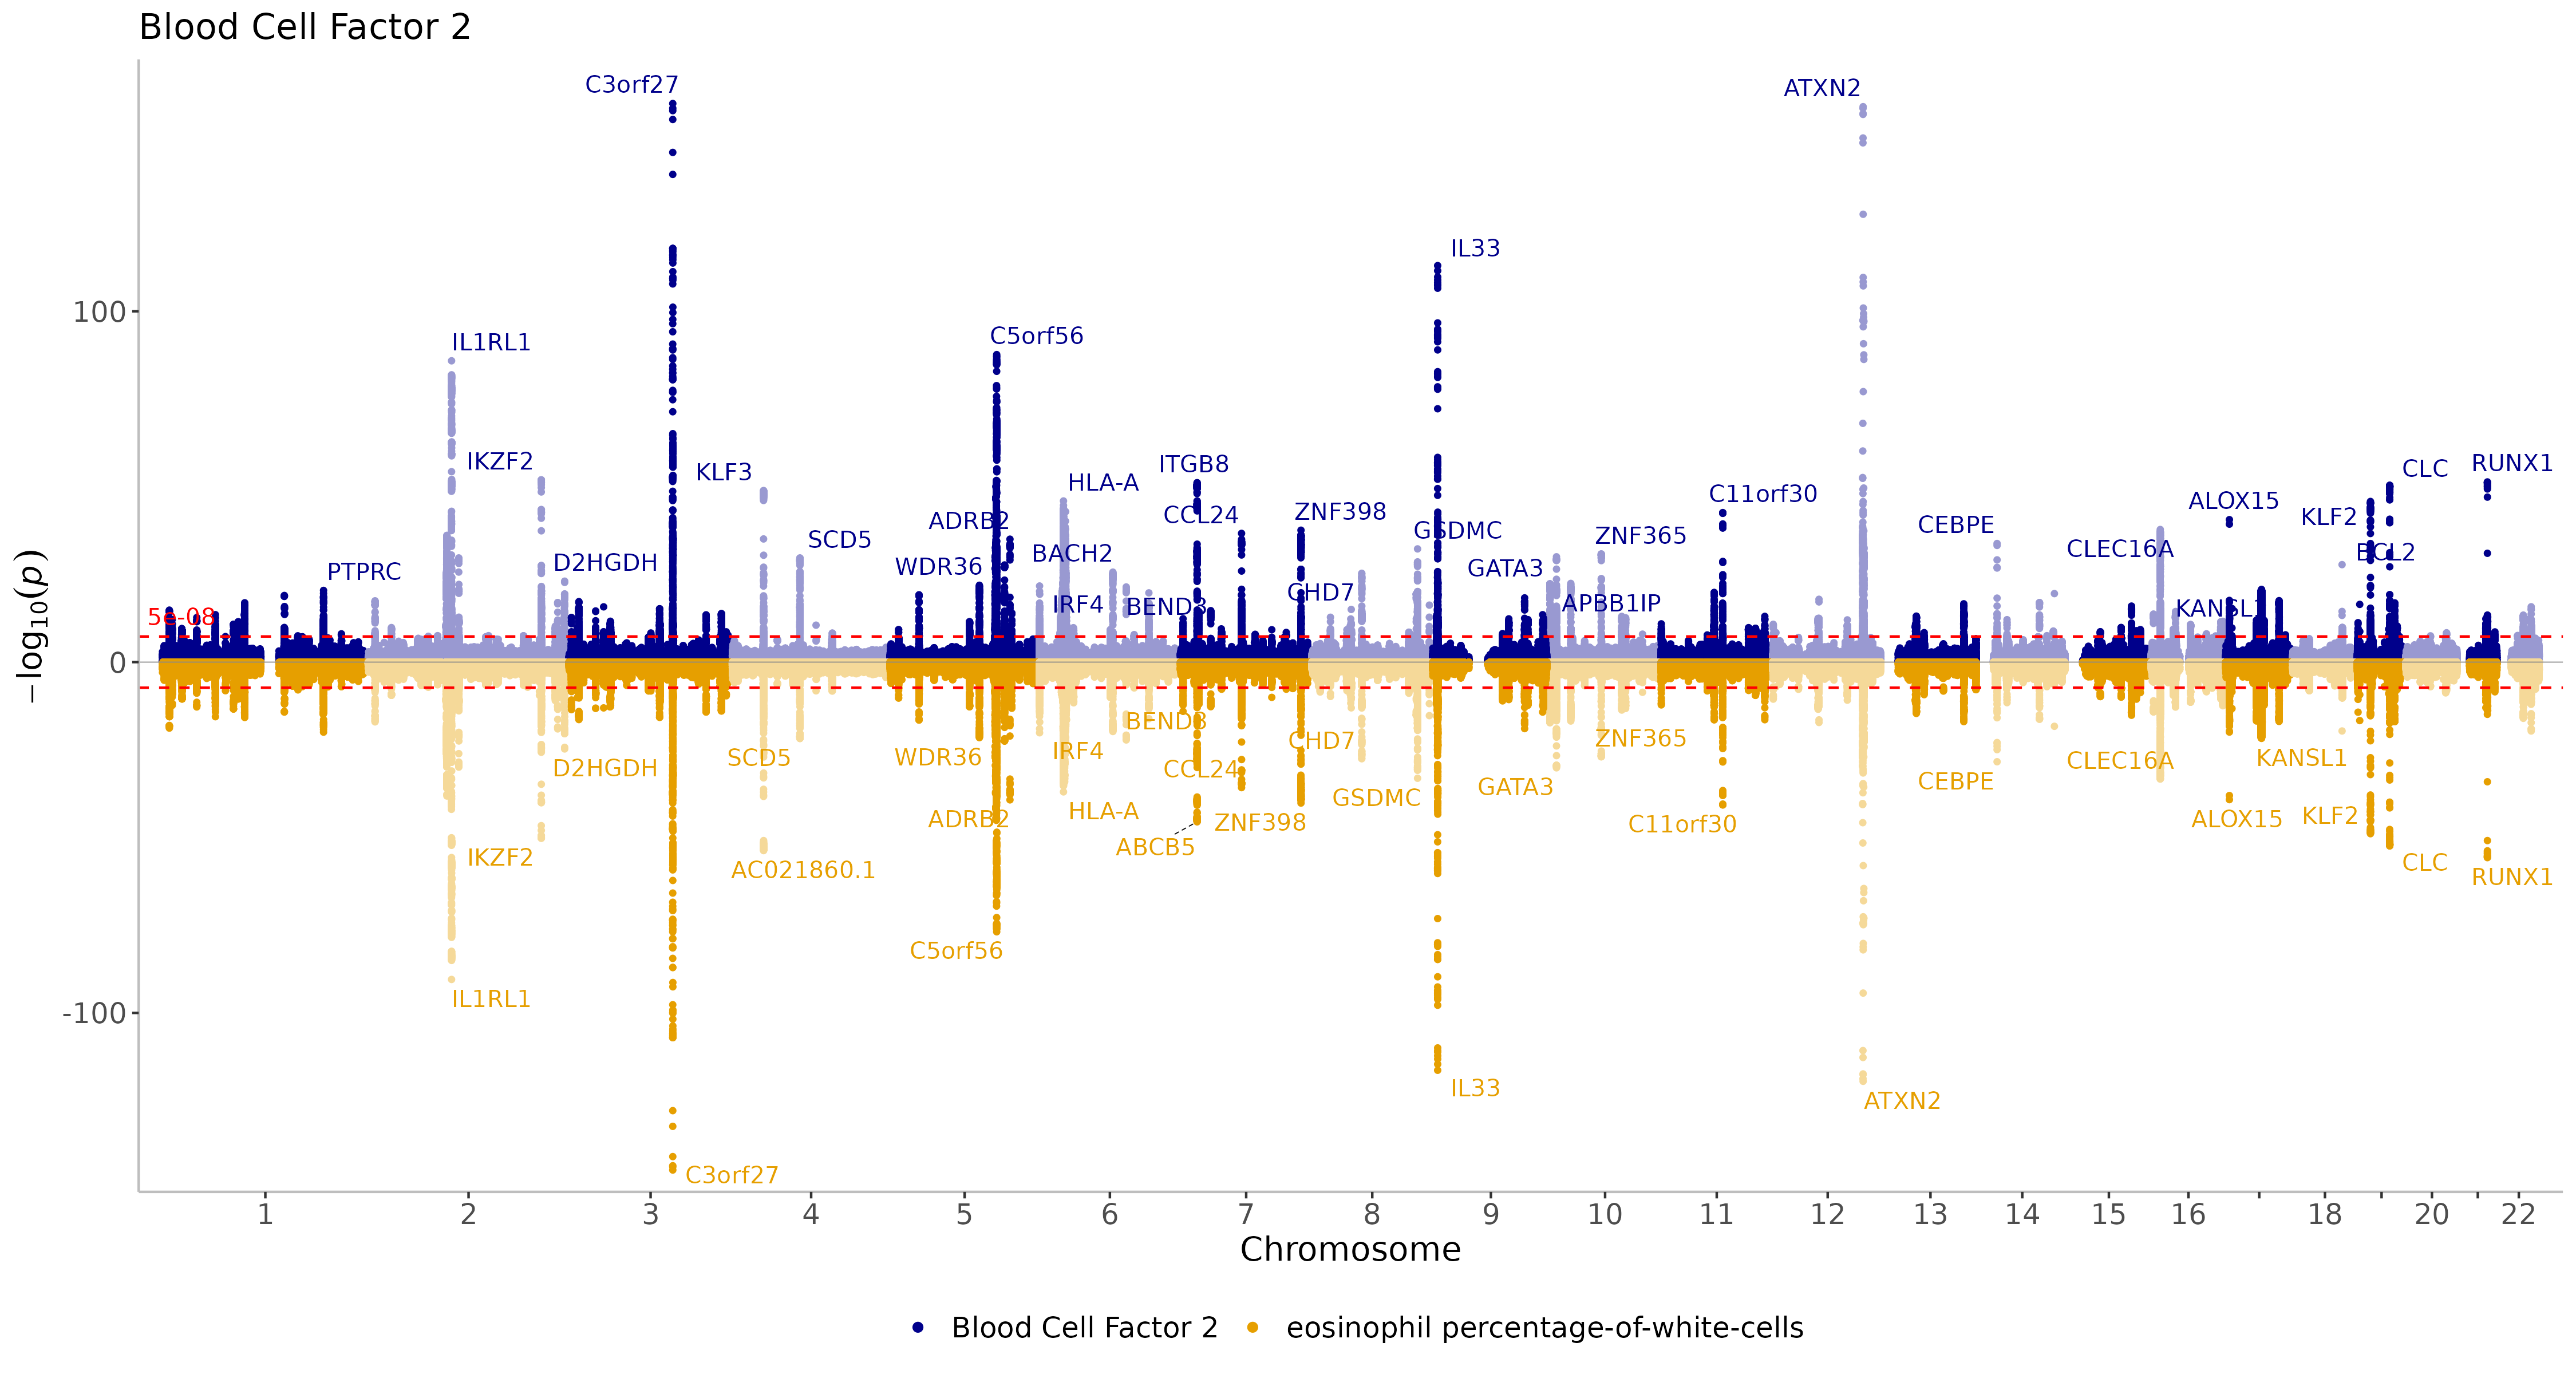 Blood Cell Factor 2
C3orf27
ATXN2
IL33
100
IL1RL1
C5orf56
IKZF2
KLF3
HLA-A
ITGB8
CLC
RUNX1
C11orf30
ALOX15
ADRB2
CCL24
ZNF398
KLF2
SCD5
GSDMC
ZNF365
CEBPE
PTPRC
D2HGDH
WDR36
BACH2
GATA3
CLEC16A
BCL2
CHD7
5e-08
IRF4
BEND3
APBB1IP
KANSL1
0
−log10(p)
BEND3
D2HGDH
SCD5
WDR36
IRF4
CCL24
CHD7
ZNF365
CEBPE
CLEC16A
KANSL1
IKZF2
ADRB2
HLA-A
ABCB5
ZNF398
GSDMC
GATA3
C11orf30
ALOX15
KLF2
AC021860.1
CLC
RUNX1
C5orf56
IL1RL1
-100
IL33
ATXN2
C3orf27
1 2 3 4 5 6 7 8 9 10 11 12 13 14 15 16 18 20 22
Chromosome
Blood Cell Factor 2 eosinophil percentage-of-white-cells